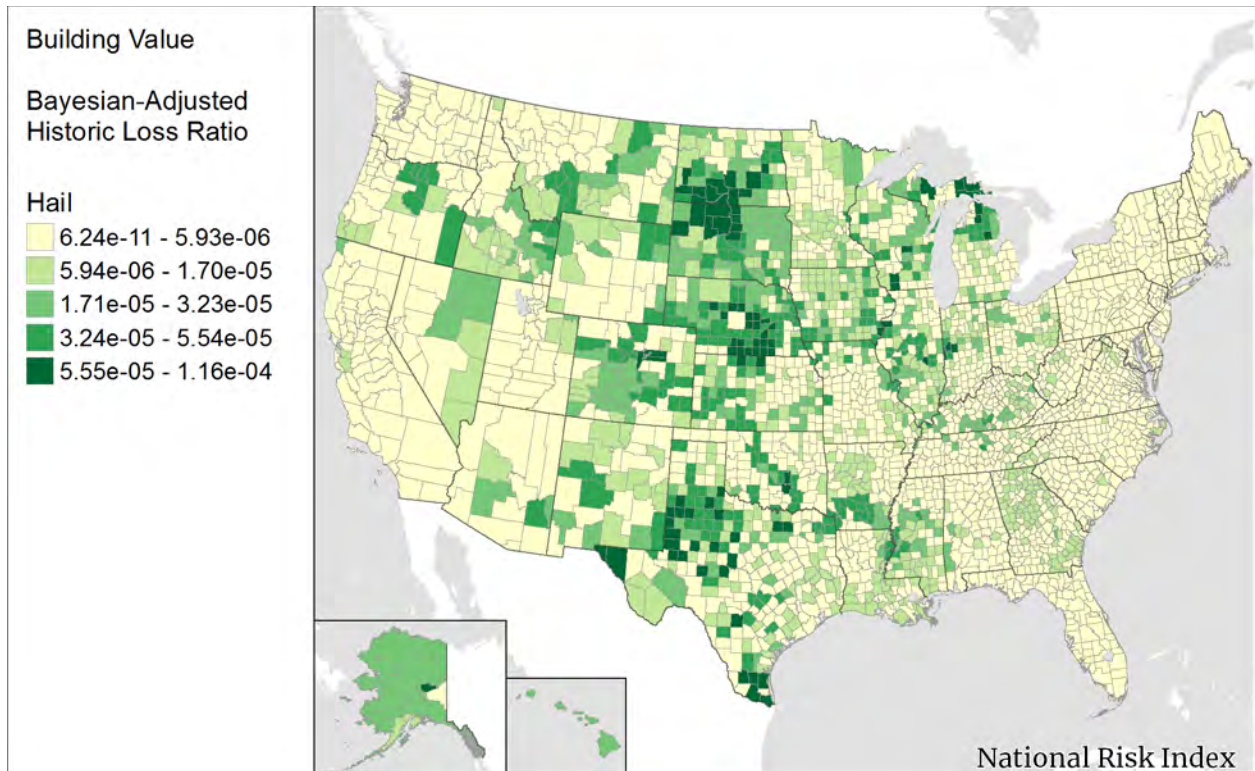 Building Value
Bayesian-Adjusted
Historic Loss Ratio
Hail
6.24e-11 - 5.93e-06
5.94e-06 - 1.70e-05
1.71e-05 - 3.23e-05
3.24e-05 - 5.54e-05
5.55e-05 - 1.16e-04
National Risk Index